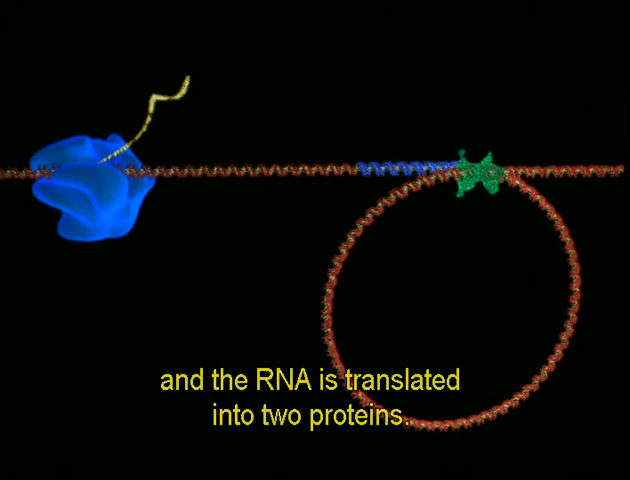 and the RNA is translated
into two proteins.